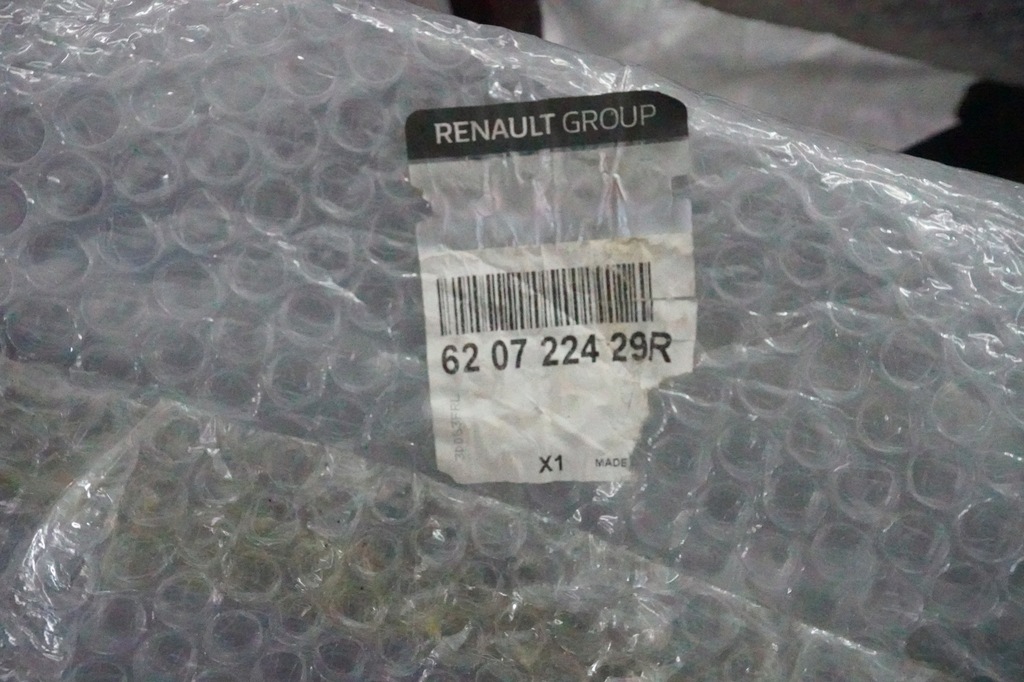 RENAULT GROUP
62 07 224 29R
X1 MADE